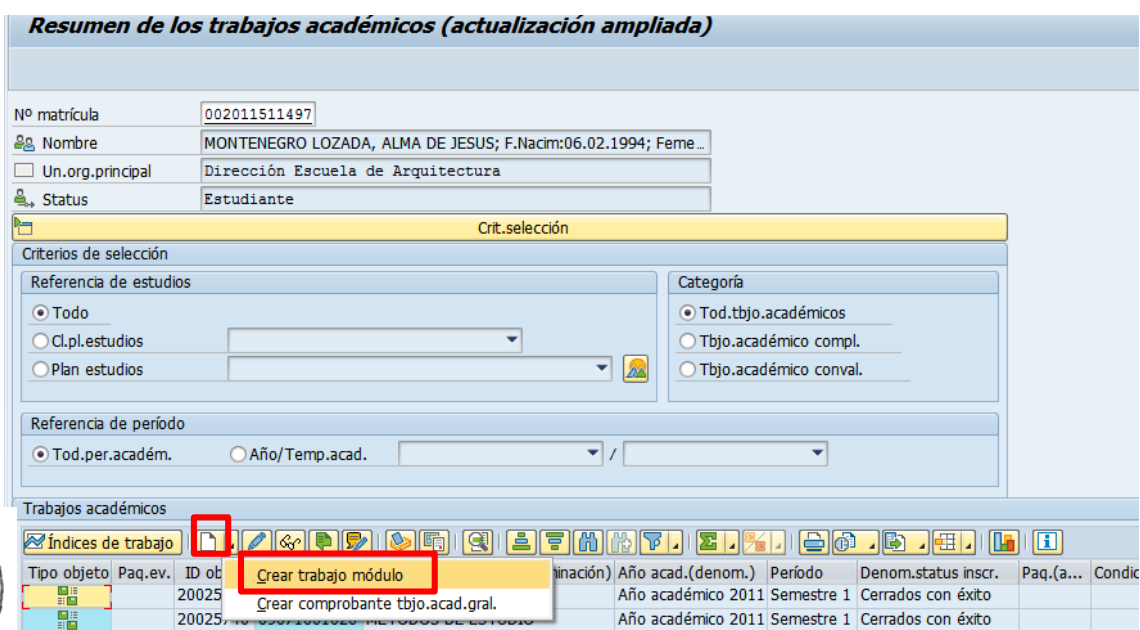 Resumen de los trabajos académicos (actualización ampliada)
Nº matrícula 002011511497
Nombre MONTENEGRO LOZADA, ALMA DE JESUS; F.Nacim:06.02.1994; Feme...
Un.org.principal Dirección Escuela de Arquitectura
Status Estudiante
Crit.selección
Criterios de selección
Referencia de estudios Categoría
Todo Tod.tbjo.académicos
Cl.pl.estudios Tbjo.académico compl.
Plan estudios Tbjo.académico conval.
Referencia de período
Tod.per.académ. Año/Temp.acad. /
Trabajos académicos
Índices de trabajo
Tipo objeto Paq.ev. ID ob Crear trabajo módulo inación) Año acad.(denom.) Período Denom.status inscr. Paq.(a... Condic
20025 Crear comprobante tbjo.acad.gral. Año académico 2011 Semestre 1 Cerrados con éxito
METODOS DE ESTUDIO Año académico 2011 Semestre 1 Cerrados con éxito